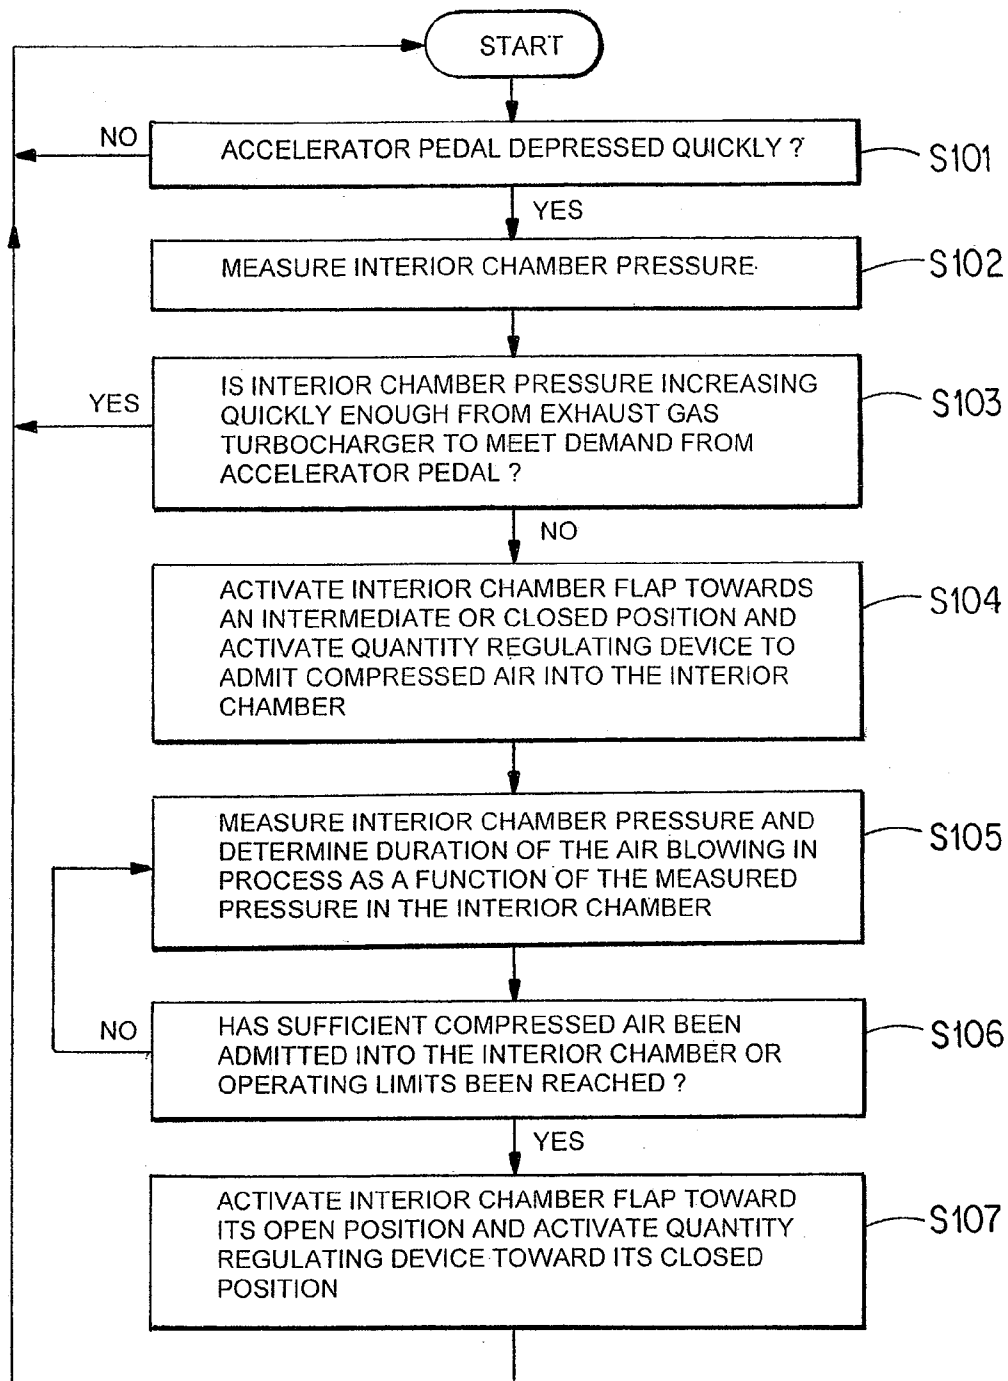 START
NO
ACCELERATOR PEDAL DEPRESSED QUICKLY ?
S101
YES
MEASURE INTERIOR CHAMBER PRESSURE
S102
YES
IS INTERIOR CHAMBER PRESSURE INCREASING
QUICKLY ENOUGH FROM EXHAUST GAS
TURBOCHARGER TO MEET DEMAND FROM
ACCELERATOR PEDAL ?
S103
NO
ACTIVATE INTERIOR CHAMBER FLAP TOWARDS
AN INTERMEDIATE OR CLOSED POSITION AND
ACTIVATE QUANTITY REGULATING DEVICE TO
ADMIT COMPRESSED AIR INTO THE INTERIOR
CHAMBER
S104
MEASURE INTERIOR CHAMBER PRESSURE AND
DETERMINE DURATION OF THE AIR BLOWING IN
PROCESS AS A FUNCTION OF THE MEASURED
PRESSURE IN THE INTERIOR CHAMBER
S105
NO
HAS SUFFICIENT COMPRESSED AIR BEEN
ADMITTED INTO THE INTERIOR CHAMBER OR
OPERATING LIMITS BEEN REACHED ?
S106
YES
ACTIVATE INTERIOR CHAMBER FLAP TOWARD
ITS OPEN POSITION AND ACTIVATE QUANTITY
REGULATING DEVICE TOWARD ITS CLOSED
POSITION
S107